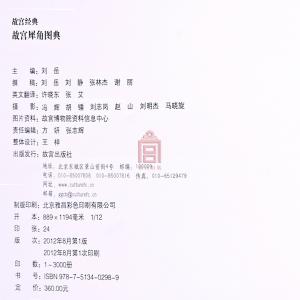 故宫经典
故宫犀角图典
主 编：刘 岳
撰 稿：刘 岳 刘 静 张林杰 谢 丽
英文翻译：许晓东 张 艾
摄 影：冯 辉 胡 锤 刘志岗 赵 山 刘明杰 马晓旋
图片资料：故宫博物院资料信息中心
责任编辑：方 妍 张志辉
整体设计：王 梓
出版发行：故宫出版社
地址：北京东城区景山前街4号 邮编：100009
电话：010-85007808 010-85007816 传真：010-65129479
网址：www.culturefc.cn
邮箱：ggcb@culturefc.cn
制版印刷：北京雅昌彩色印刷有限公司
开 本：889×1194毫米 1/12
印 张：24
版 次：2012年8月第1版
2012年8月第1次印刷
印 数：1~3000册
书 号：ISBN 978-7-5134-0298-9
定 价：360.00元